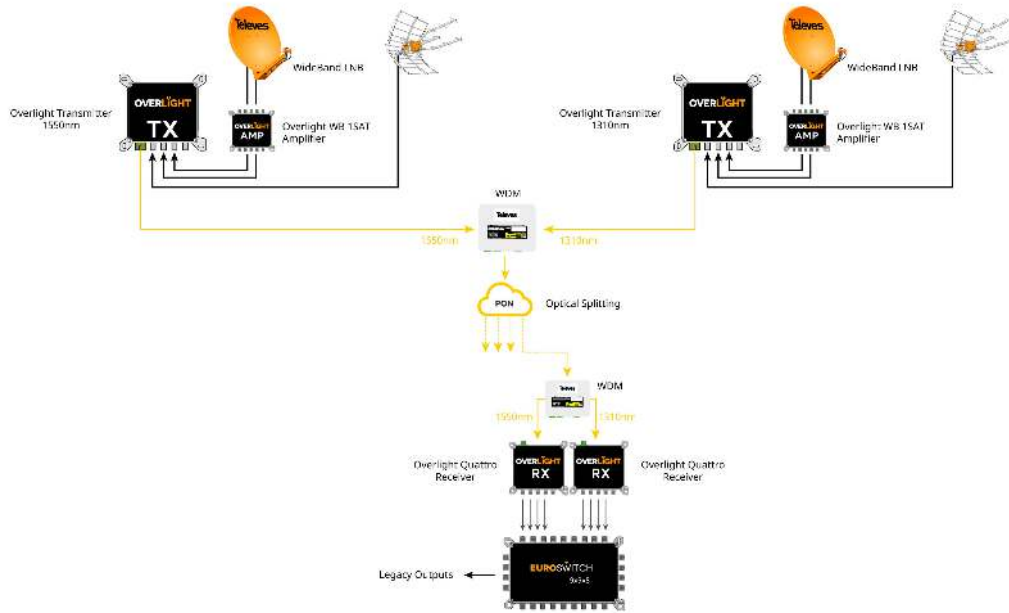 Televes
WideBand LNB
Overlight Transmitter
1550nm
OVERLIGHT
TX
OVERLIGHT
AMP
Overlight WB 1SAT
Amplifier
Televes
WideBand LNB
Overlight Transmitter
1310nm
OVERLIGHT
TX
OVERLIGHT
AMP
Overlight WB 1SAT
Amplifier
WDM
Televes
1550nm
1310nm
PON
Optical Splitting
WDM
Televes
1550nm
1310nm
Overlight Quattro
Receiver
OVERLIGHT
RX
OVERLIGHT
RX
Overlight Quattro
Receiver
Legacy Outputs
EUROSWITCH